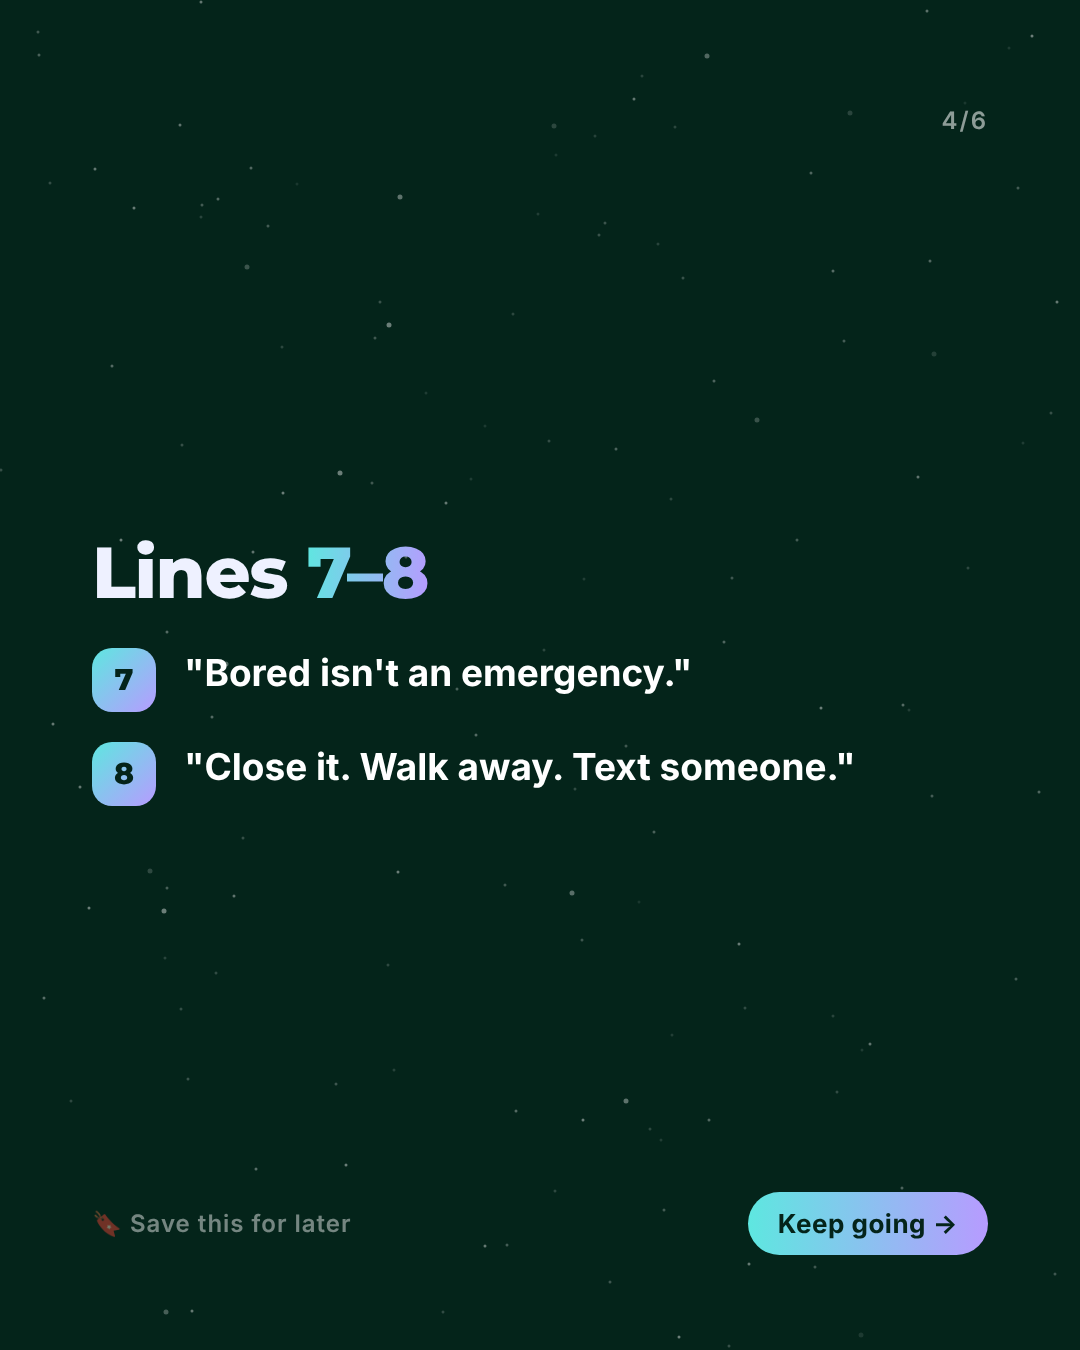 4/6
Lines 7–8
7 "Bored isn't an emergency."
8 "Close it. Walk away. Text someone."
🔖 Save this for later
Keep going →